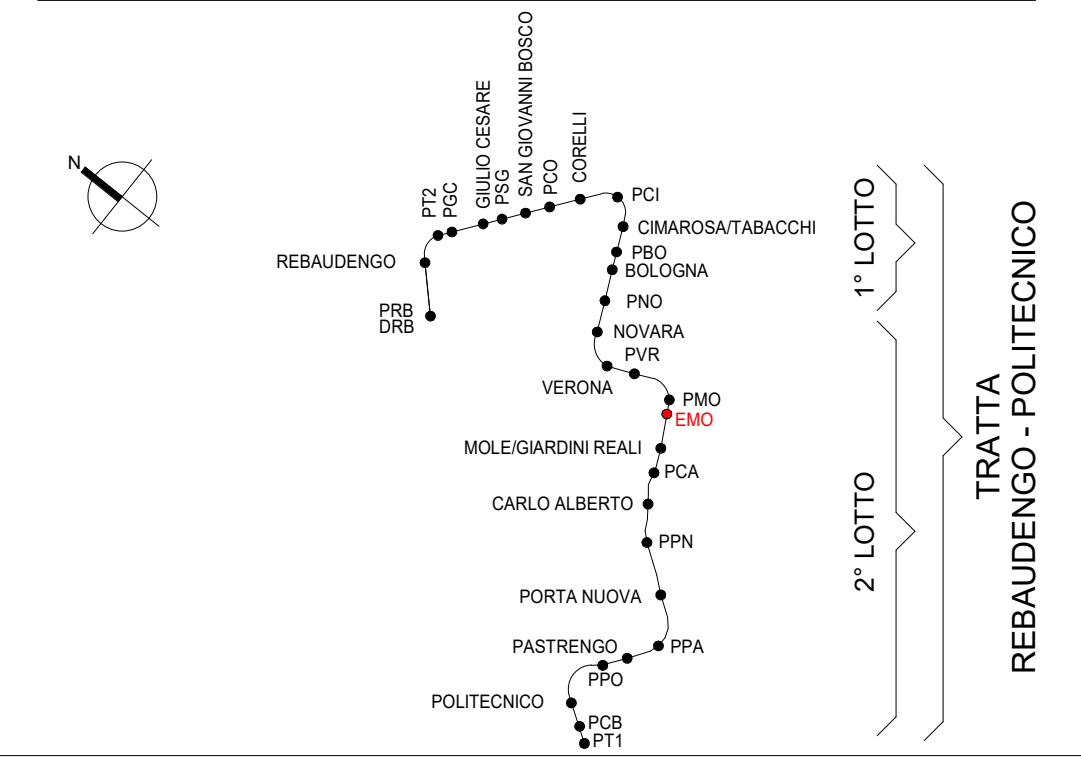 N
REBAUDENGO
PRB
DRB
PT2
PGC
GIULIO CESARE
PSG
SAN GIOVANNI BOSCO
PCO
CORELLI
PCI
CIMAROSA/TABACCHI
PBO
BOLOGNA
PNO
NOVARA
PVR
VERONA
PMO
EMO
MOLE/GIARDINI REALI
PCA
CARLO ALBERTO
PPN
PORTA NUOVA
PASTRENGO
PPA
PPO
POLITECNICO
PCB
PT1
1° LOTTO
2° LOTTO
TRATTA
REBAUDENGO - POLITECNICO